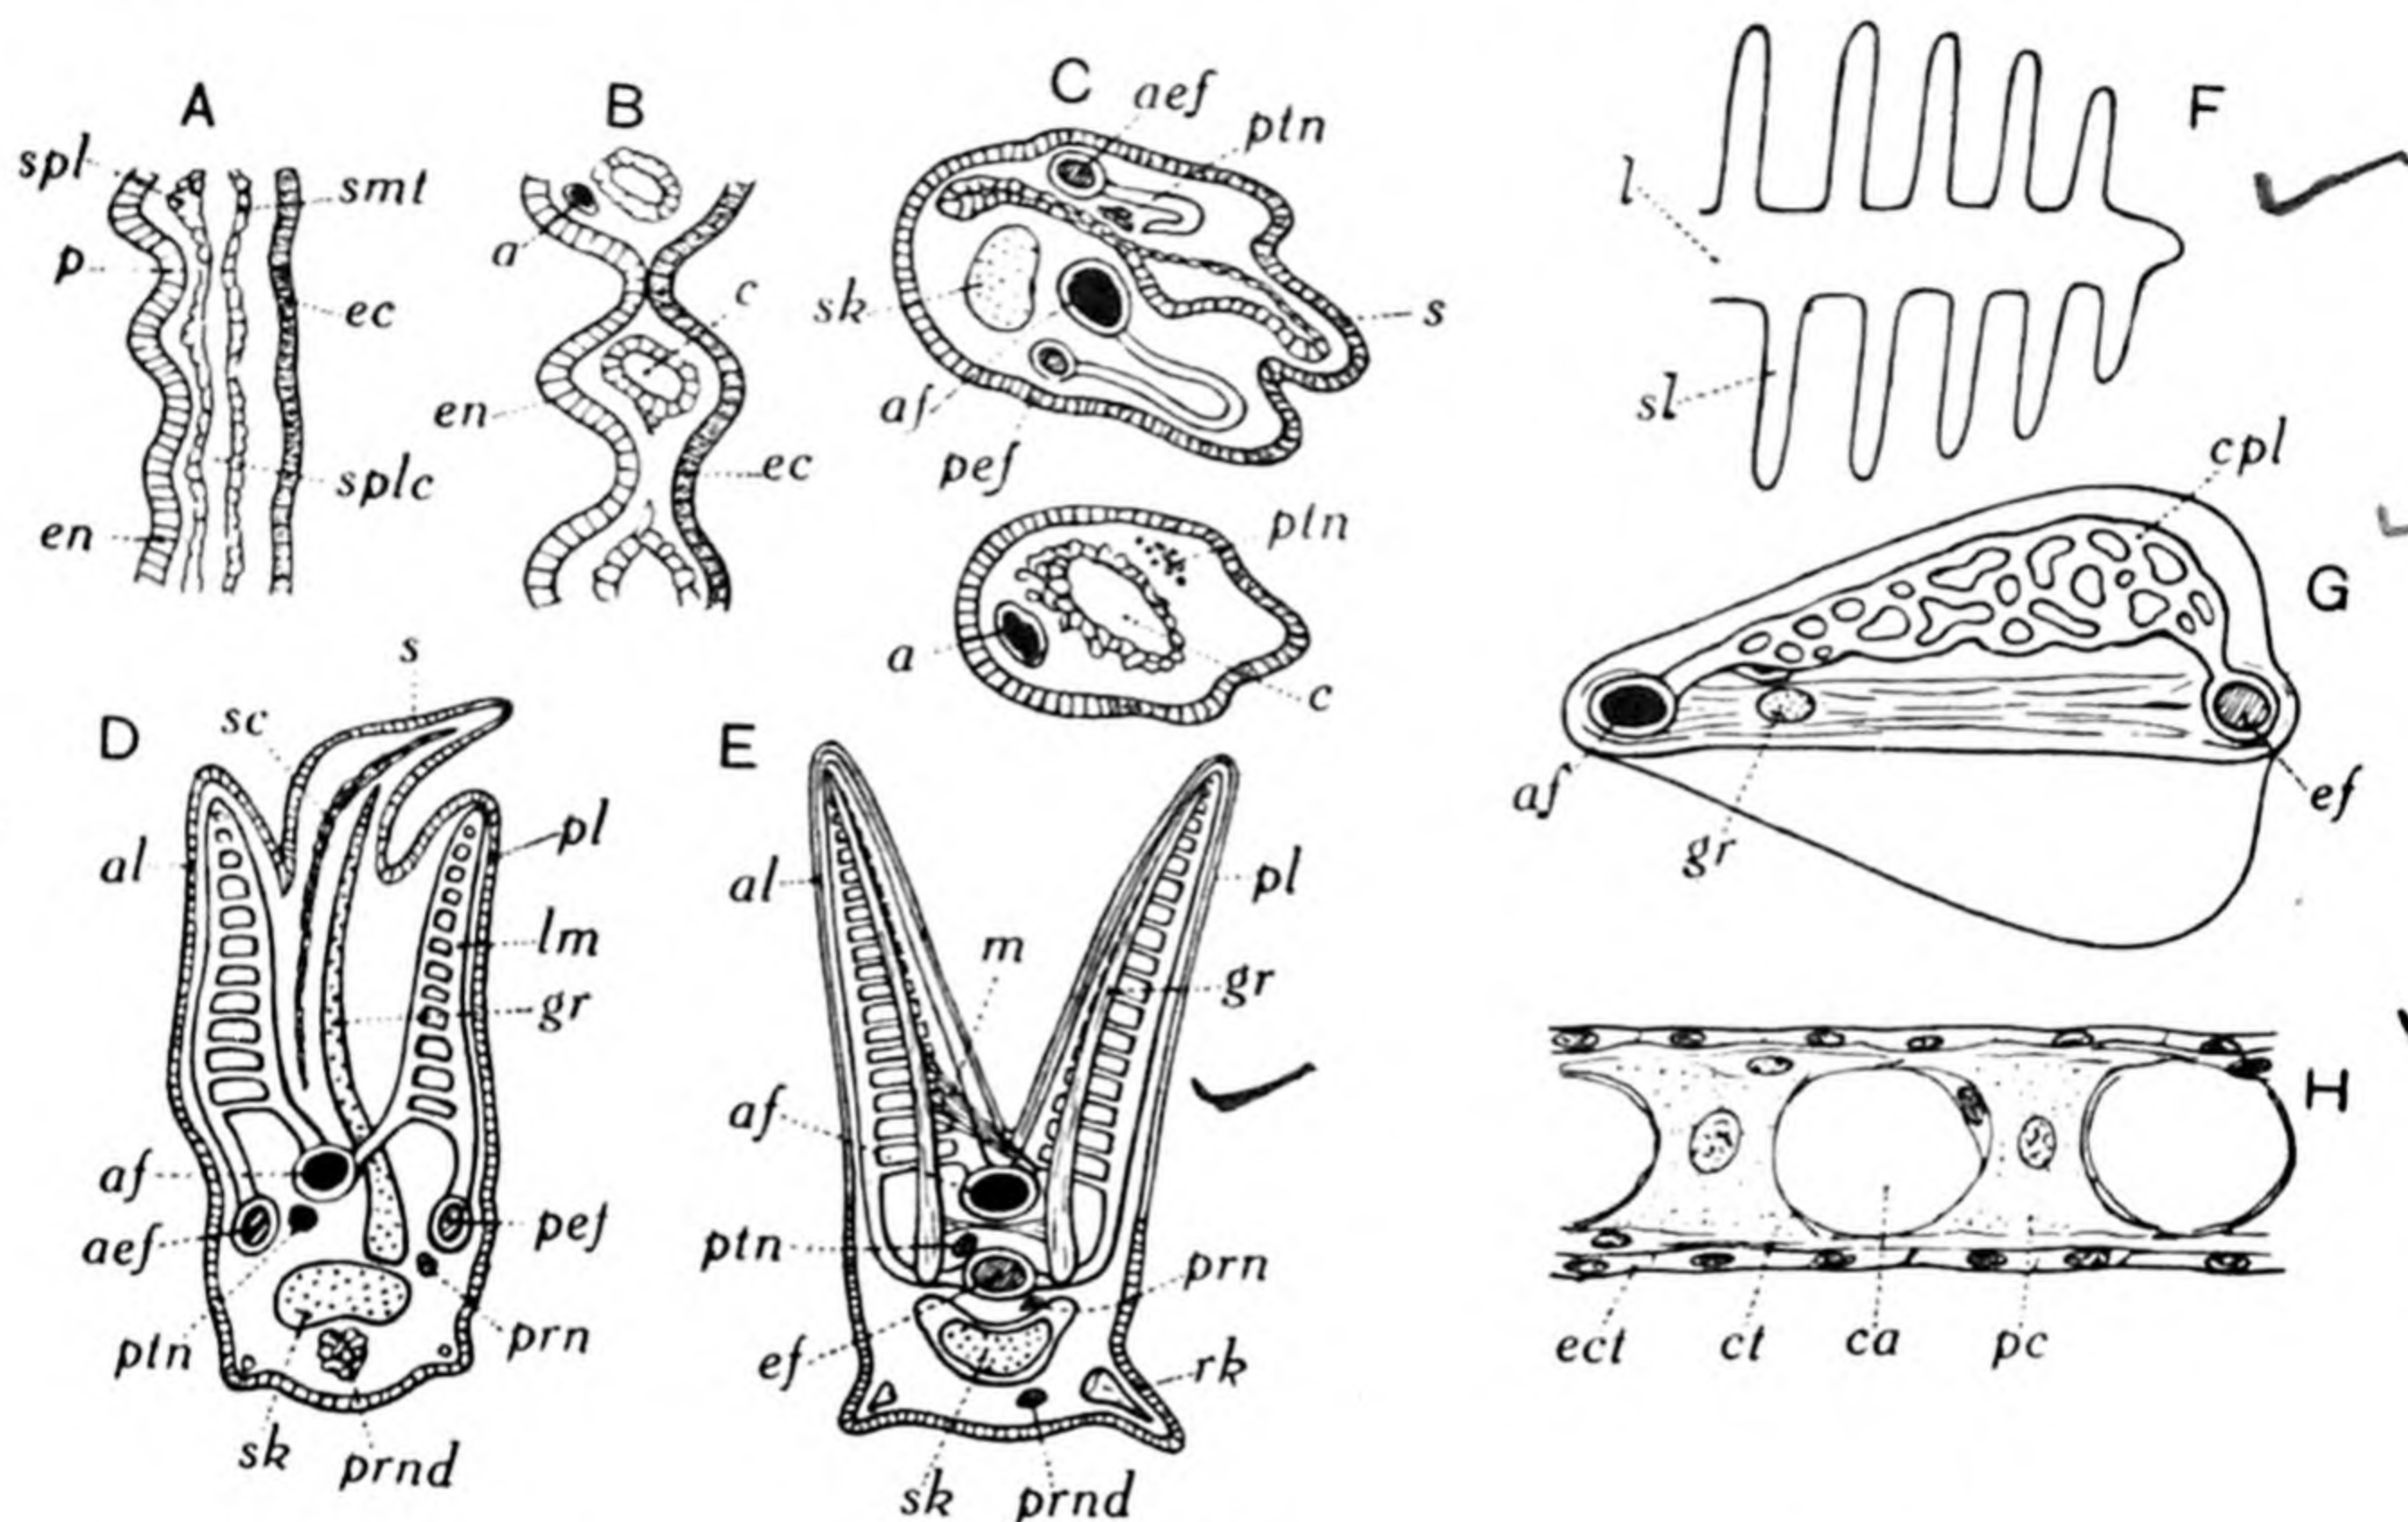 A
spl
smt
p
ec
splc
en
B
a
c
en
ec
C
aef
ptn
sk
s
af
pef
ptn
a
c
D
s
sc
al
pl
lm
gr
af
aef
pef
ptn
prn
sk
prnd
E
al
pl
m
gr
af
ptn
prn
ef
rk
sk
prnd
F
l
sl
G
cpl
af
gr
ef
H
ect
ct
ca
pc